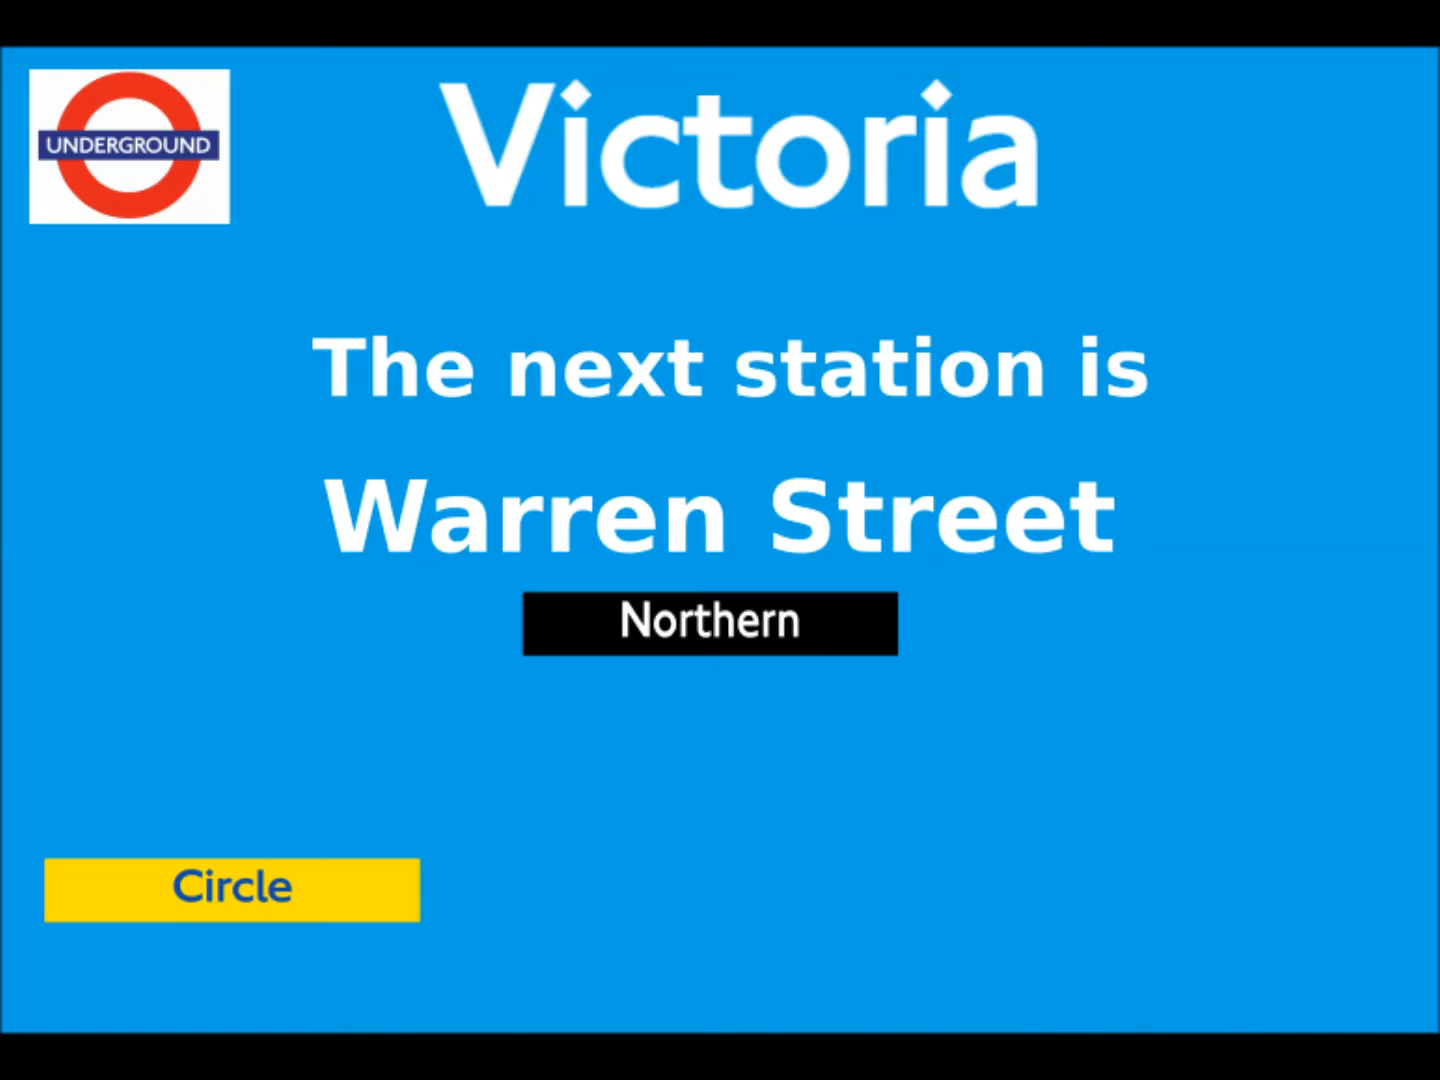 UNDERGROUND
Victoria
The next station is
Warren Street
Northern
Circle